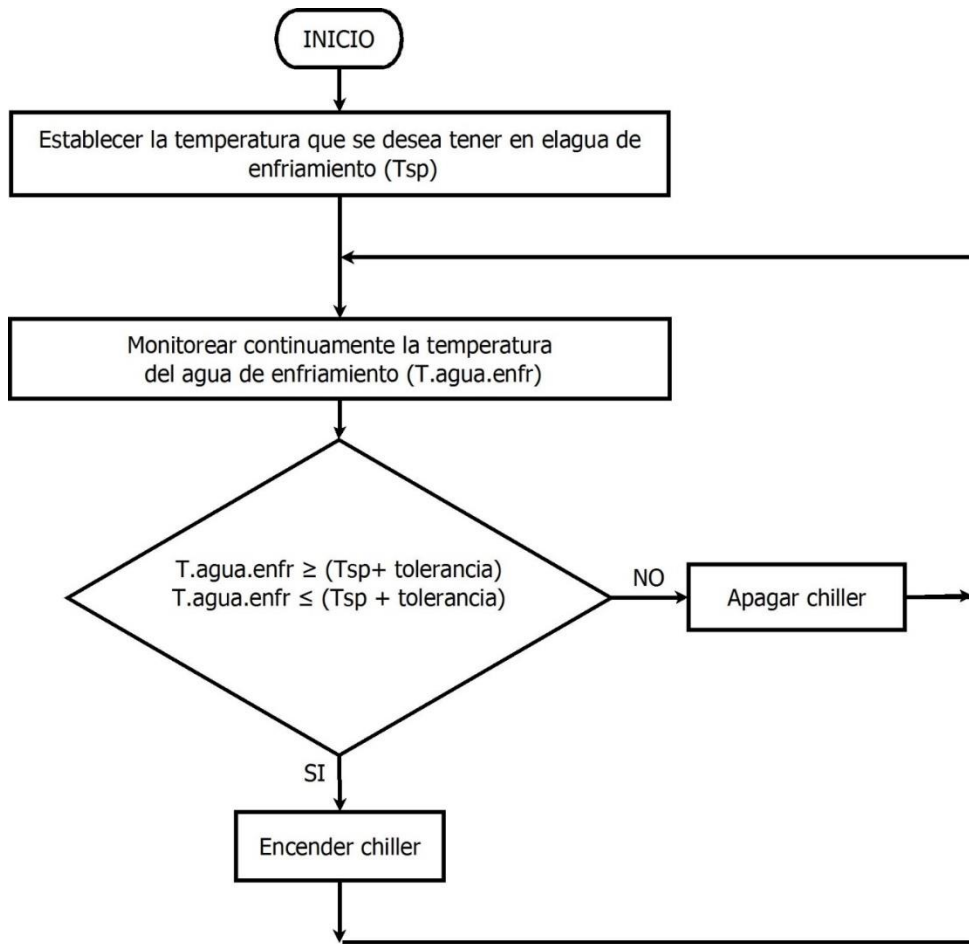 INICIO
Establecer la temperatura que se desea tener en elagua de
enfriamiento (Tsp)
Monitorear continuamente la temperatura
del agua de enfriamiento (T.agua.enfr)
T.agua.enfr ≥ (Tsp+ tolerancia)
T.agua.enfr ≤ (Tsp + tolerancia)
NO
Apagar chiller
SI
Encender chiller